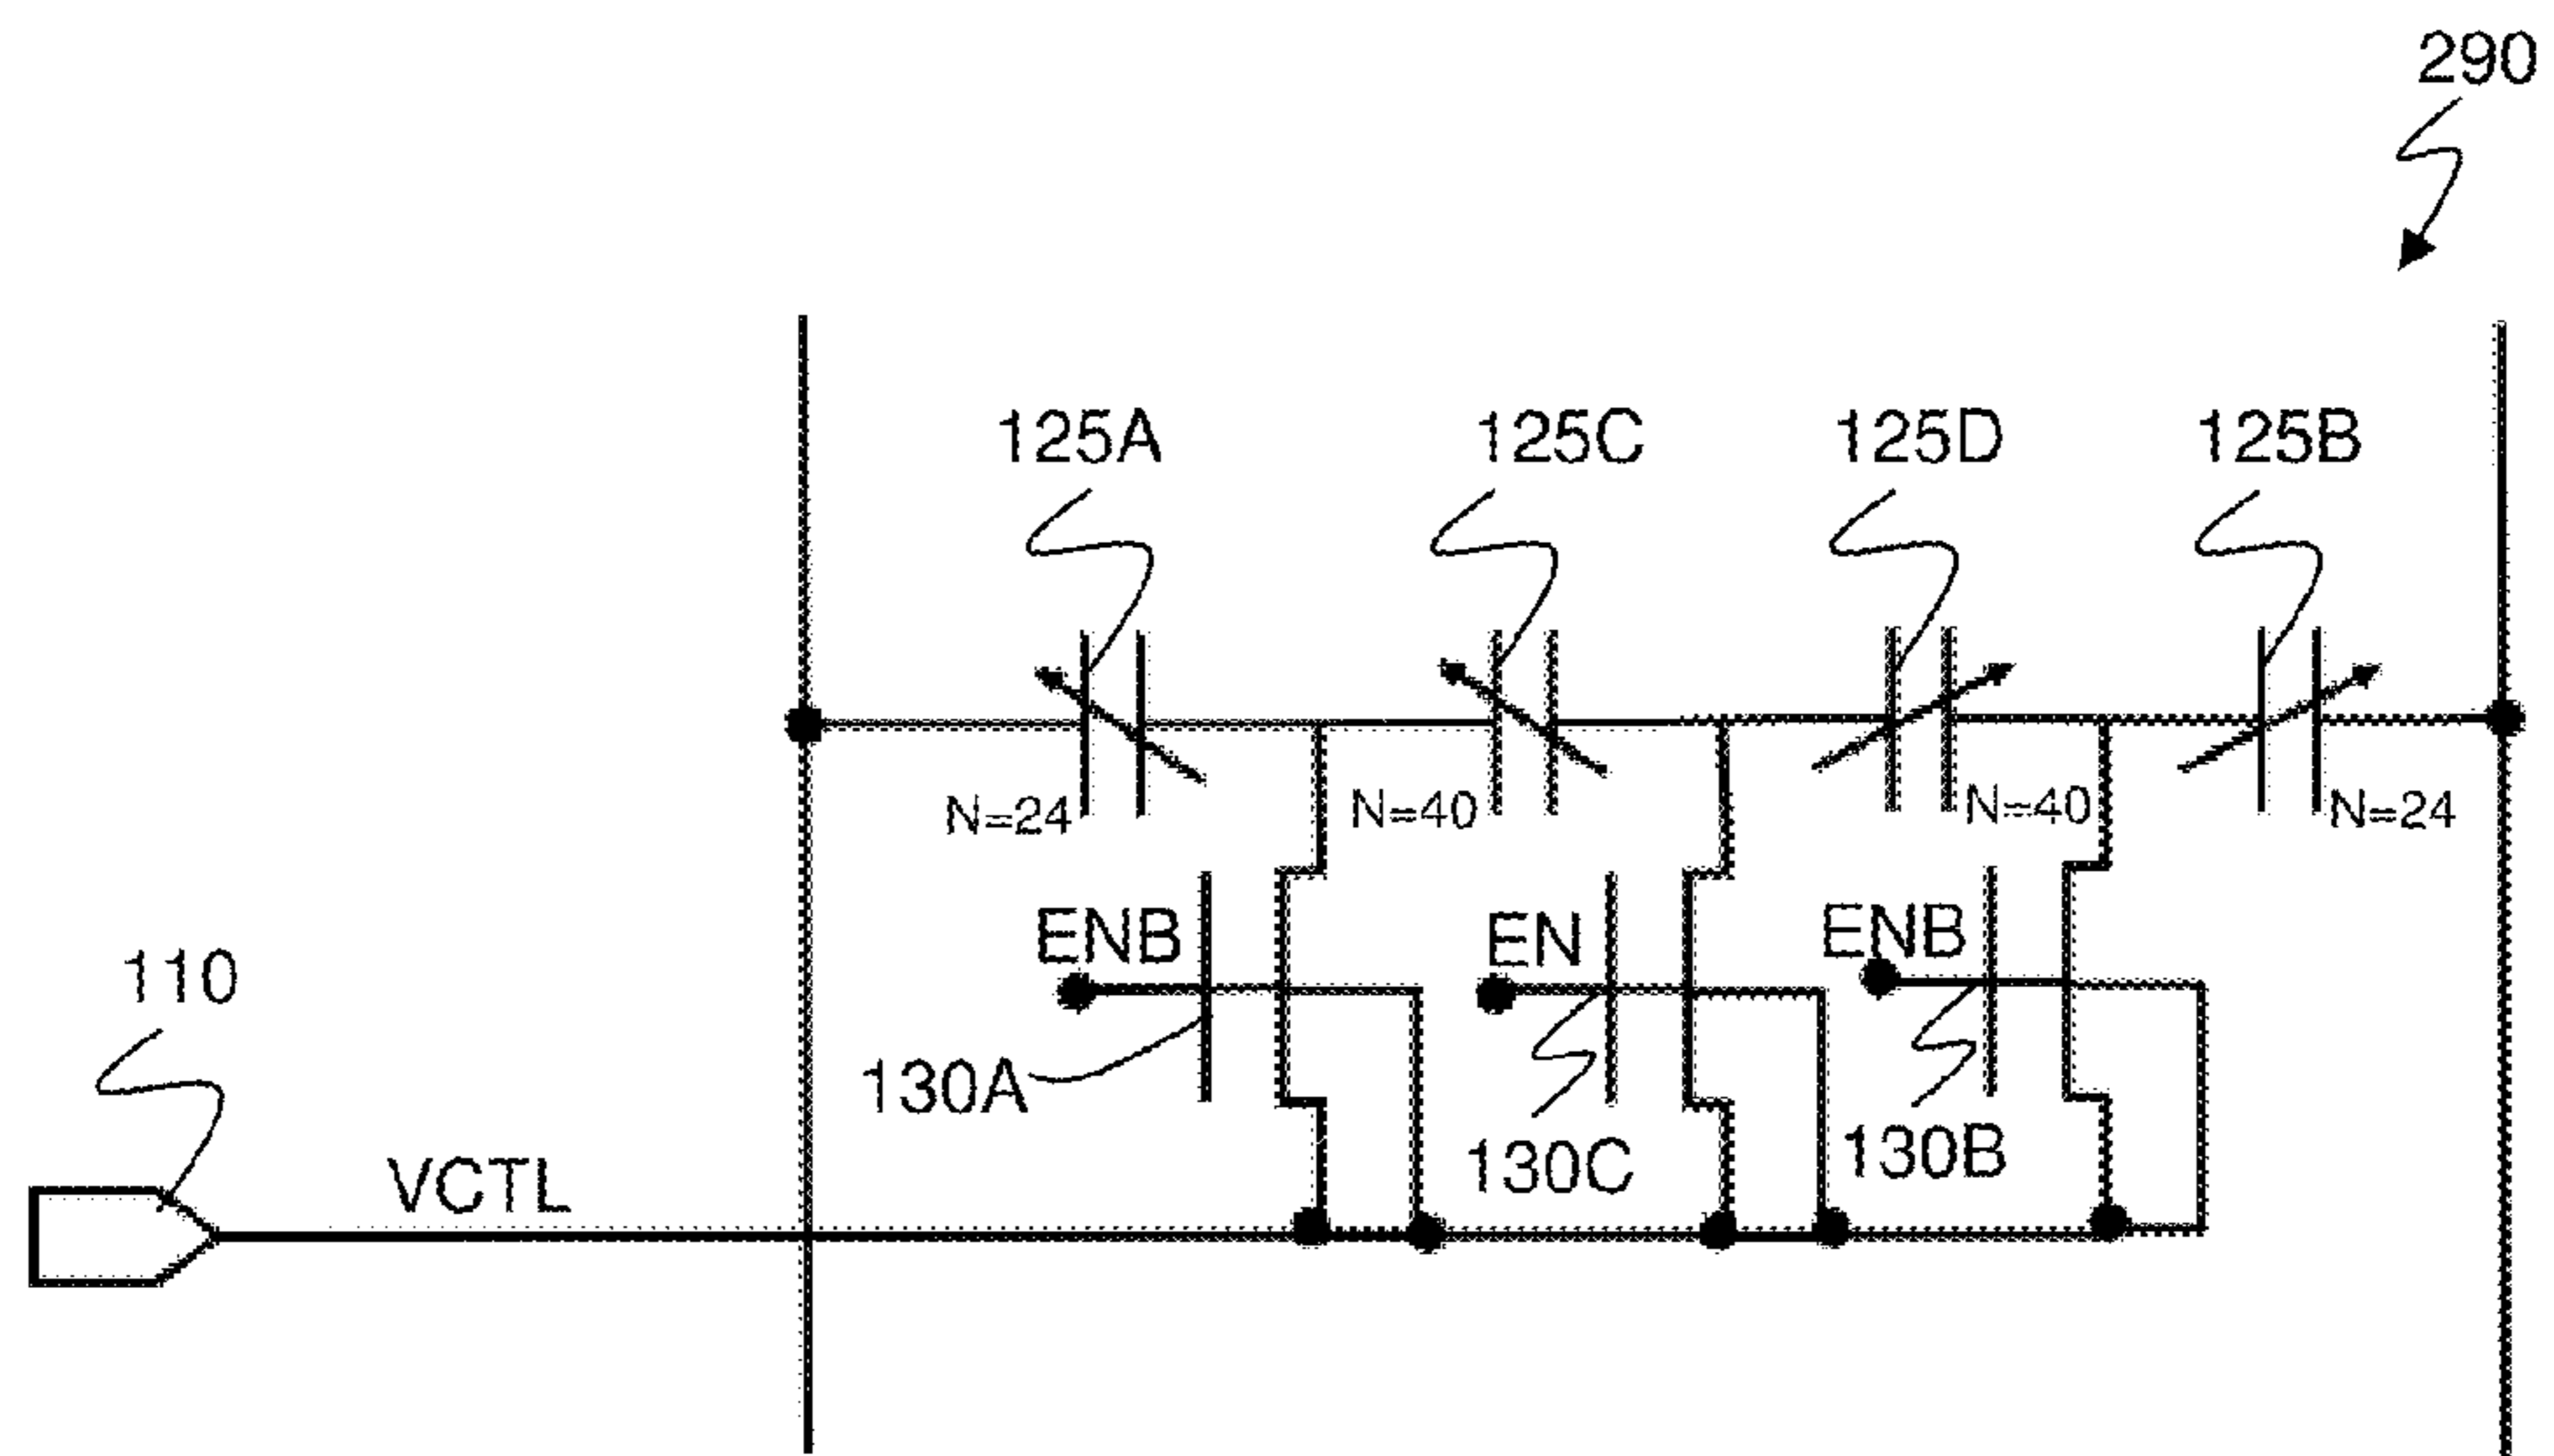 290
125A
125C
125D
125B
N=24
N=40
N=40
N=24
ENB
EN
ENB
110
130A
130C
130B
VCTL